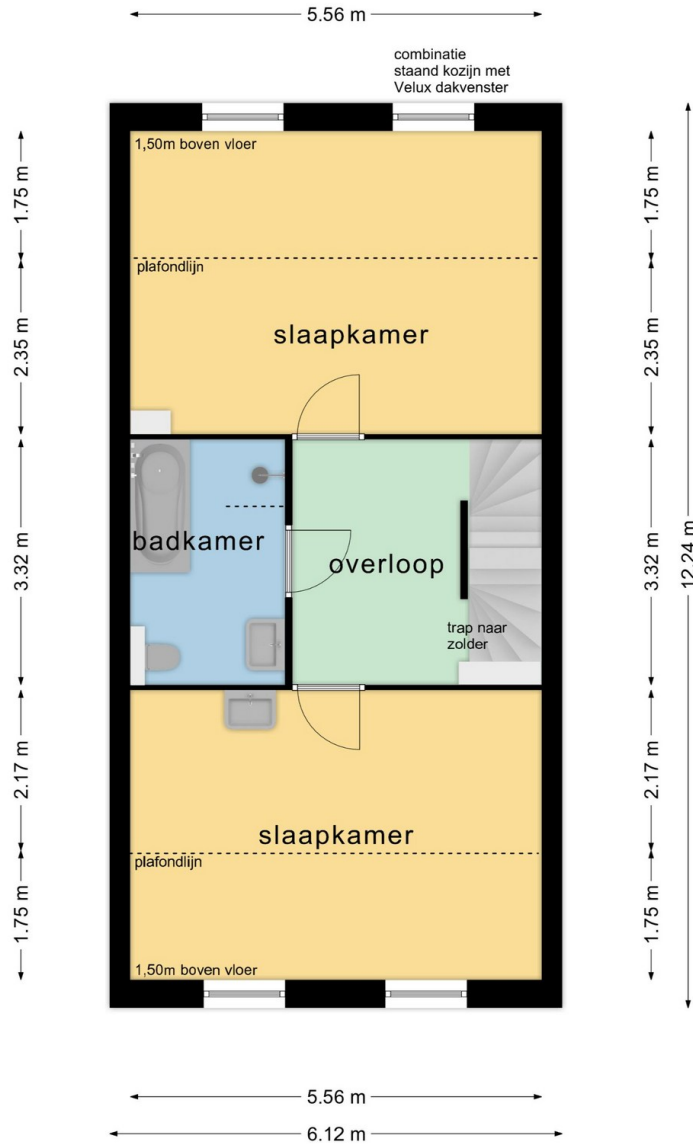 5.56 m
combinatie
staand kozijn met
Velux dakvenster
1,50m boven vloer
1.75 m
1.75 m
plafondlijn
slaapkamer
2.35 m
2.35 m
badkamer
overloop
3.32 m
3.32 m
12.24 m
trap naar
zolder
2.17 m
2.17 m
slaapkamer
plafondlijn
1.75 m
1.75 m
1,50m boven vloer
5.56 m
6.12 m